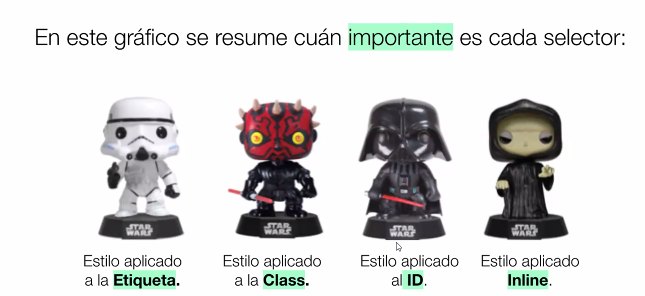 En este gráfico se resume cuán importante es cada selector:
STAR WARS
STAR WARS
STAR WARS
STAR WARS
Estilo aplicado
a la Etiqueta.
Estilo aplicado
a la Class.
Estilo aplicado
al ID.
Estilo aplicado
Inline.